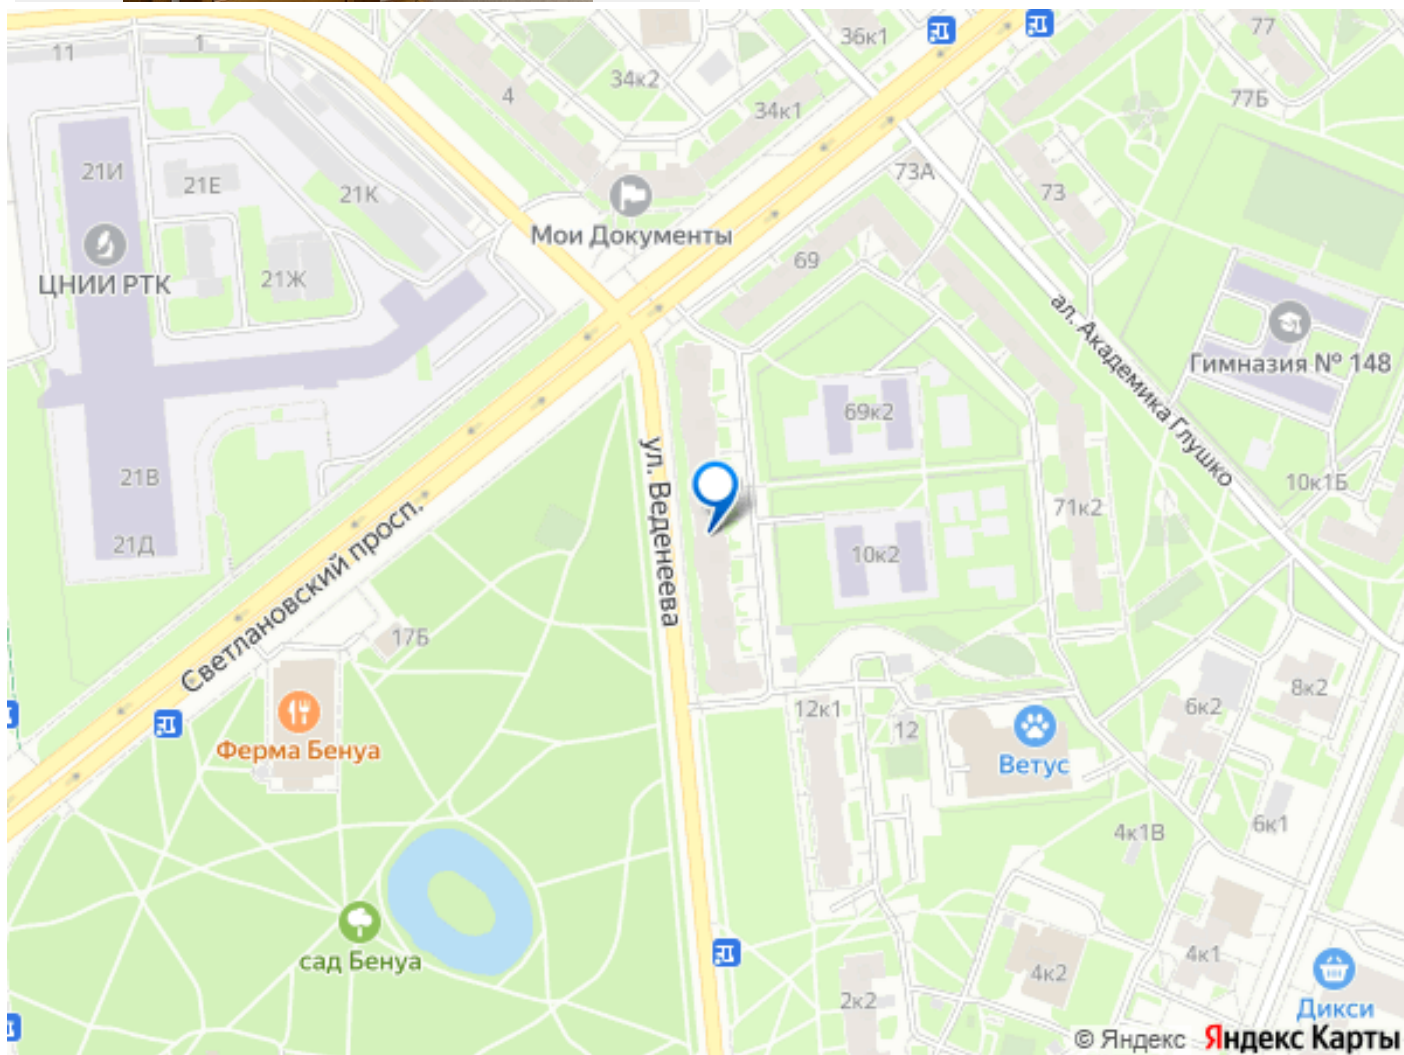 11
1
36к1
77
34к2
4
34к1
77Б
21И
21Е
21К
73А
73
Мои Документы
69
ЦНИИ РТК
21Ж
ал. Академика Глушко
Гимназия № 148
69к2
ул. Веденеева
21В
10к1Б
71к2
21Д
10к2
Светлановский просп.
17Б
8к2
6к2
12к1
12
Ферма Бенуа
Ветус
4к1В
6к1
сад Бенуа
4к1
4к2
2к2
Дикси
© Яндекс Яндекс Карты